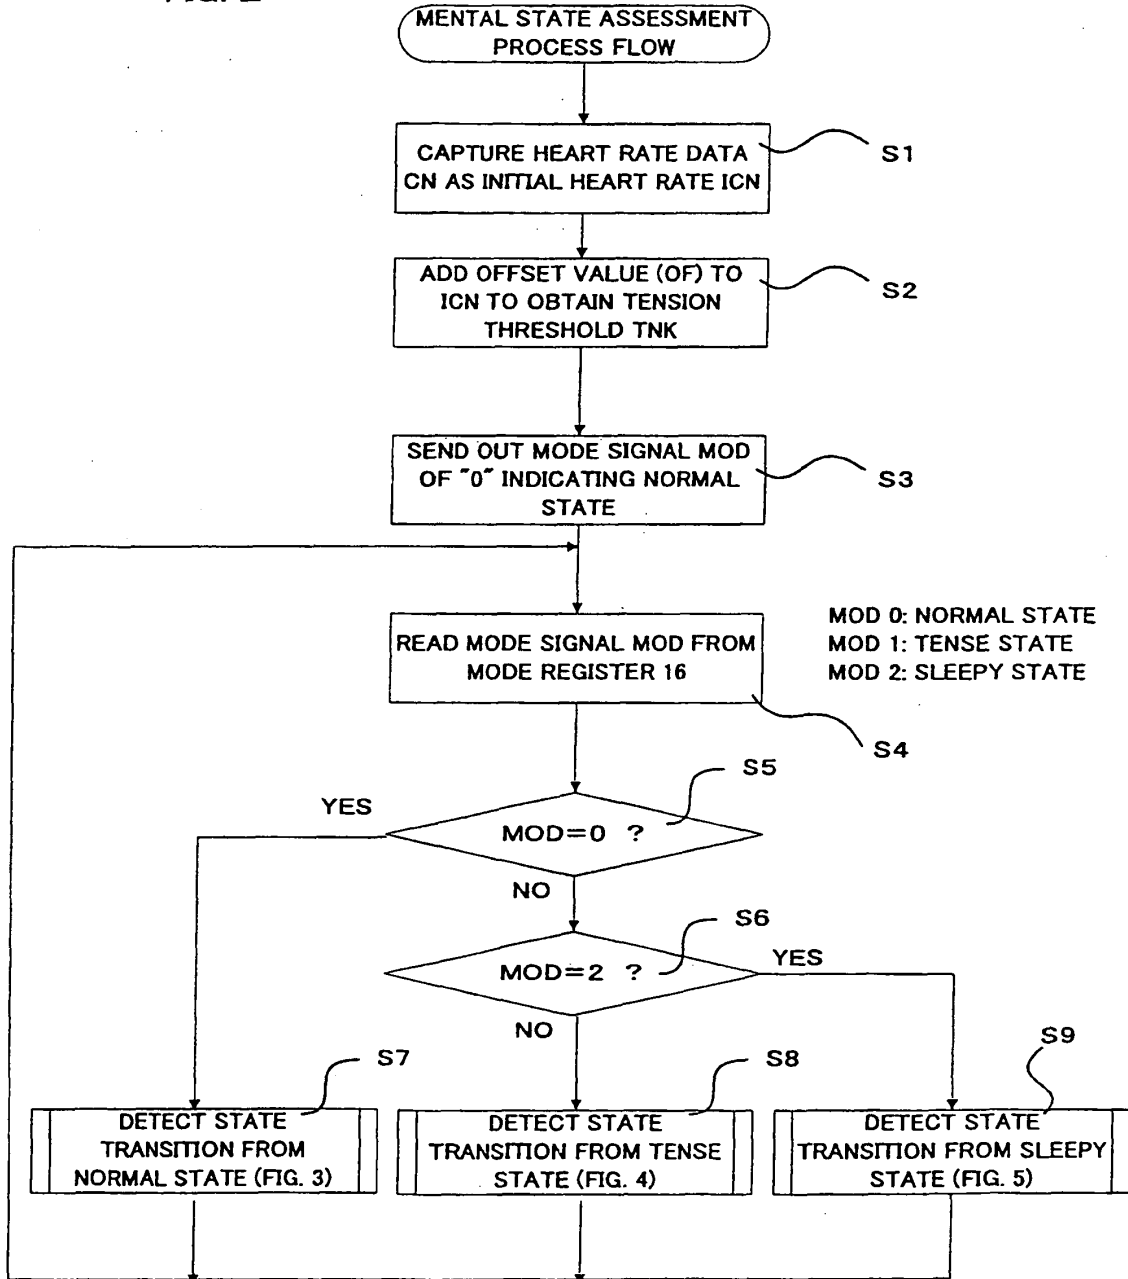 MENTAL STATE ASSESSMENT
PROCESS FLOW
CAPTURE HEART RATE DATA
CN AS INITIAL HEART RATE ICN
S1
ADD OFFSET VALUE (OF) TO
ICN TO OBTAIN TENSION
THRESHOLD TNK
S2
SEND OUT MODE SIGNAL MOD
OF "0" INDICATING NORMAL
STATE
S3
READ MODE SIGNAL MOD FROM
MODE REGISTER 16
MOD 0: NORMAL STATE
MOD 1: TENSE STATE
MOD 2: SLEEPY STATE
S4
S5
YES
MOD=0 ?
NO
S6
MOD=2 ?
YES
NO
S7
S8
S9
DETECT STATE
TRANSITION FROM
NORMAL STATE (FIG. 3)
DETECT STATE
TRANSITION FROM TENSE
STATE (FIG. 4)
DETECT STATE
TRANSITION FROM SLEEPY
STATE (FIG. 5)